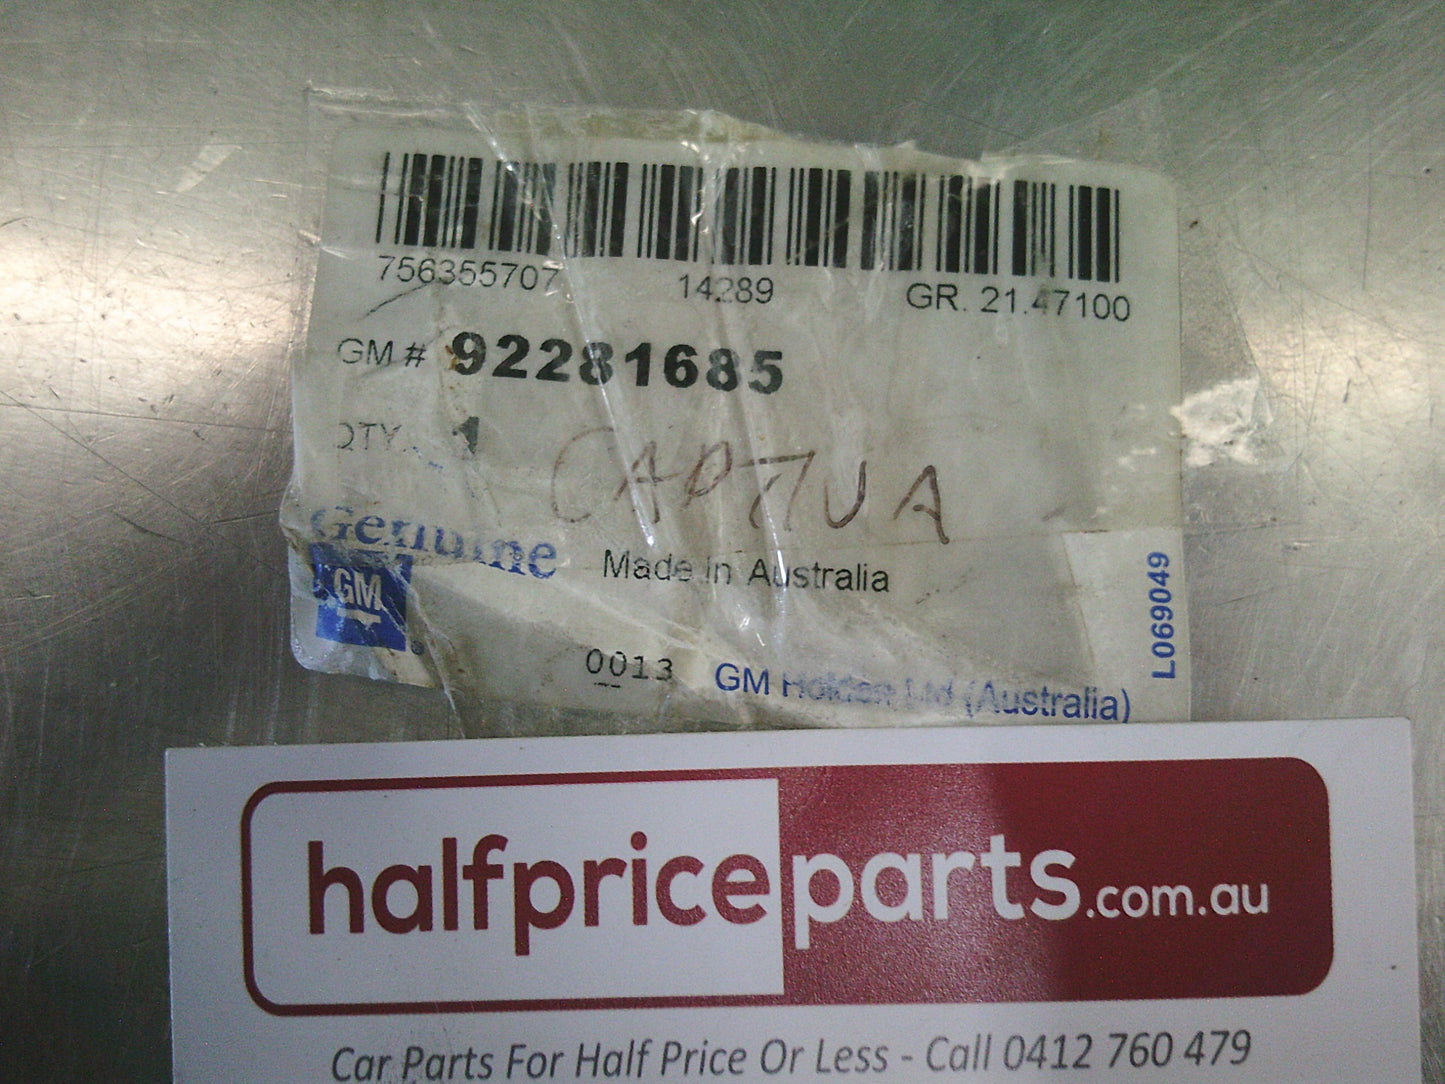 756355707 14289 GR. 21.47100
GM # 92281685
QTY. 1
CAPTIVA
Genuine
GM
Made in Australia
0013 GM Holden Ltd (Australia)
L069049
halfpriceparts.com.au
Car Parts For Half Price Or Less - Call 0412 760 479